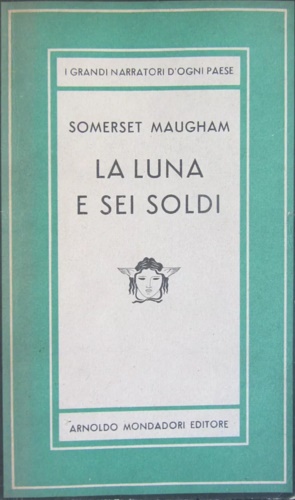 I GRANDI NARRATORI D'OGNI PAESE
SOMERSET MAUGHAM
LA LUNA
E SEI SOLDI
ARNOLDO MONDADORI EDITORE